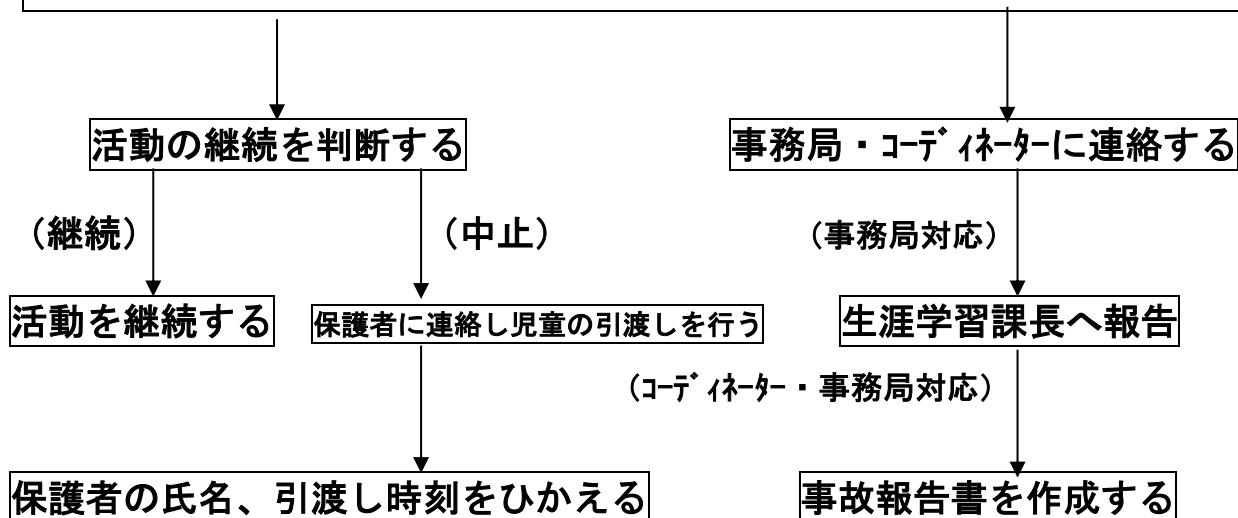 活動の継続を判断する
事務局・ｺｰﾃﾞｨﾈｰﾀｰに連絡する
（継続）
（中止）
（事務局対応）
活動を継続する
保護者に連絡し児童の引渡しを行う
生涯学習課長へ報告
（ｺｰﾃﾞｨﾈｰﾀｰ・事務局対応）
保護者の氏名、引渡し時刻をひかえる
事故報告書を作成する